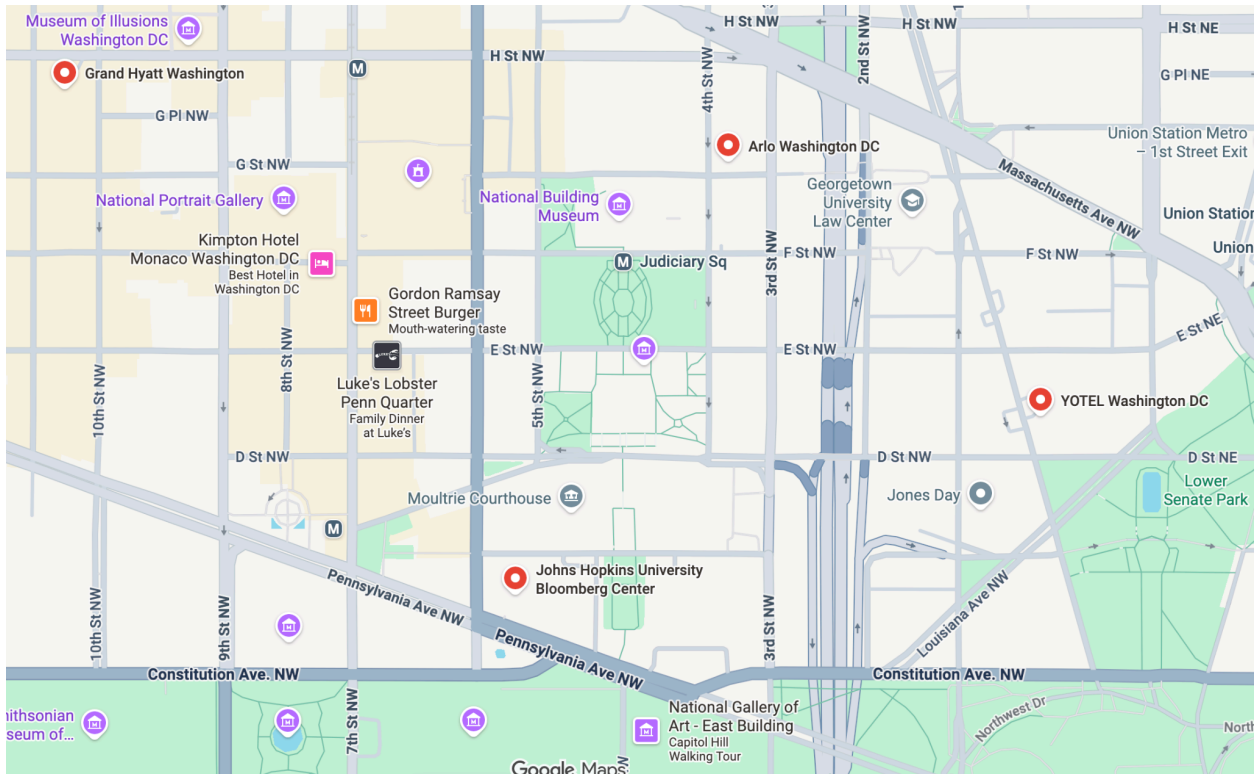 Museum of Illusions
Washington DC
H St NW
H St NW
H St NE
Grand Hyatt Washington
M
H St NW
4th St NW
2nd St NW
G Pl NE
G Pl NW
Arlo Washington DC
Union Station Metro
– 1st Street Exit
G St NW
Georgetown
University
Law Center
Massachusetts Ave NW
National Portrait Gallery
National Building
Museum
Union
Kimpton Hotel
Monaco Washington DC
Best Hotel in
Washington DC
M
Judiciary Sq
3rd St NW
F St NW
Union
Gordon Ramsay
Street Burger
Mouth-watering taste
E St NE
E St NW
E St NW
8th St NW
Luke's Lobster
Penn Quarter
Family Dinner
at Luke's
5th St NW
10th St NW
YOTEL Washington DC
D St NW
D St NW
D St NE
Moultrie Courthouse
Jones Day
Lower
Senate Park
M
Johns Hopkins University
Bloomberg Center
Pennsylvania Ave NW
10th St NW
9th St NW
3rd St NW
Louisiana Ave NW
Pennsylvania Ave NW
Constitution Ave. NW
Constitution Ave. NW
7th St NW
National Gallery of
Art - East Building
Capitol Hill
Walking Tour
Northwest Dr
North
nithsonian
useum of...
Google Maps